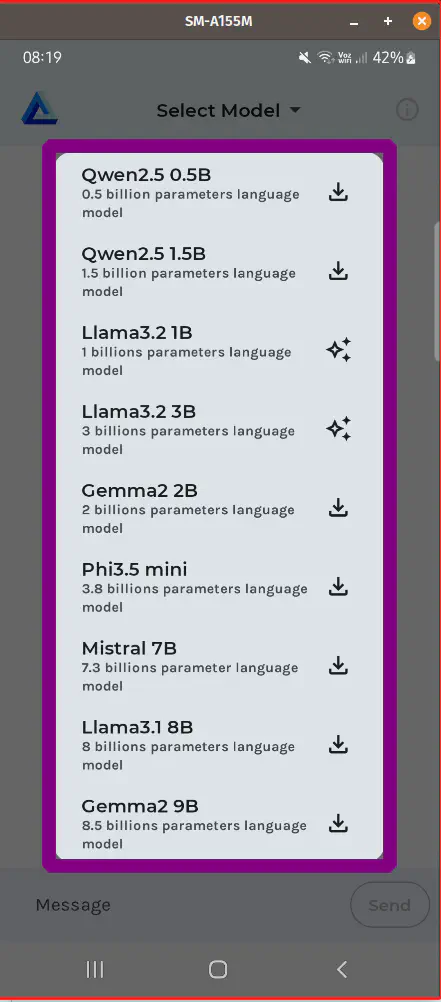 SM-A155M
08:19
Voz
WiFi
42%
Select Model
Qwen2.5 0.5B
0.5 billion parameters language
model
Qwen2.5 1.5B
1.5 billion parameters language
model
Llama3.2 1B
1 billions parameters language
model
Llama3.2 3B
3 billions parameters language
model
Gemma2 2B
2 billions parameters language
model
Phi3.5 mini
3.8 billions parameters language
model
Mistral 7B
7.3 billions parameter language
model
Llama3.1 8B
8 billions parameters language
model
Gemma2 9B
8.5 billions parameters language
model
Message
Send